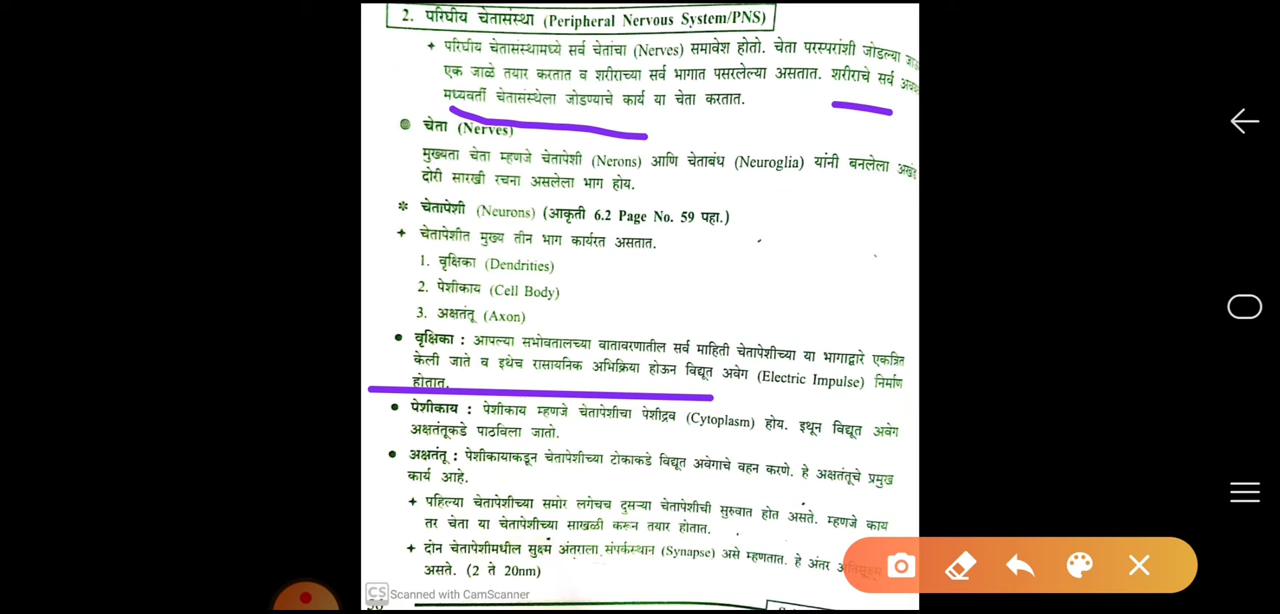 2. परिघीय चेतासंस्था (Peripheral Nervous System/PNS)
+ परिघीय चेतासंस्थामध्ये सर्व चेतांचा (Nerves) समावेश होतो. चेता परस्परांशी जोडल्या
एक जाळे तयार करतात व शरीराच्या सर्व भागात पसरलेल्या असतात. शरीराचे सर्व
मध्यवर्ती चेतासंस्थेला जोडण्याचे कार्य या चेता करतात.
● चेता (Nerves)
मुख्यता चेता म्हणजे चेतापेशी (Nerons) आणि चेताबंध (Neuroglia) यांनी बनलेला अखंड
दोरी सारखी रचना असलेला भाग होय.
* चेतापेशी (Neurons) (आकृती 6.2 Page No. 59 पहा.)
+ चेतापेशीत मुख्य तीन भाग कार्यरत असतात.
1. वृक्षिका (Dendrities)
2. पेशीकाय (Cell Body)
3. अक्षतंतू (Axon)
● वृक्षिका : आपल्या सभोवतालच्या वातावरणातील सर्व माहिती चेतापेशीच्या या भागाद्वारे एकत्रित
केली जाते व इथेच रासायनिक अभिक्रिया होऊन विद्यूत अवेग (Electric Impulse) निर्माण
होतात.
● पेशीकाय : पेशीकाय म्हणजे चेतापेशीचा पेशीद्रव (Cytoplasm) होय. इथून विद्यूत अवेग
अक्षतंतूकडे पाठविला जातो.
● अक्षतंतू : पेशीकायाकडून चेतापेशीच्या टोकाकडे विद्यूत अवेगाचे वहन करणे. हे अक्षतंतूचे प्रमुख
कार्य आहे.
+ पहिल्या चेतापेशीच्या समोर लगेचच दुसऱ्या चेतापेशीची सुरुवात होत असते. म्हणजे काय
तर चेता या चेतापेशीच्या साखळी करून तयार होतात.
+ दोन चेतापेशीमधील सुक्ष्म अंतराला संपर्कस्थान (Synapse) असे म्हणतात. हे अंतर
असते. (2 ते 20nm)
CS Scanned with CamScanner